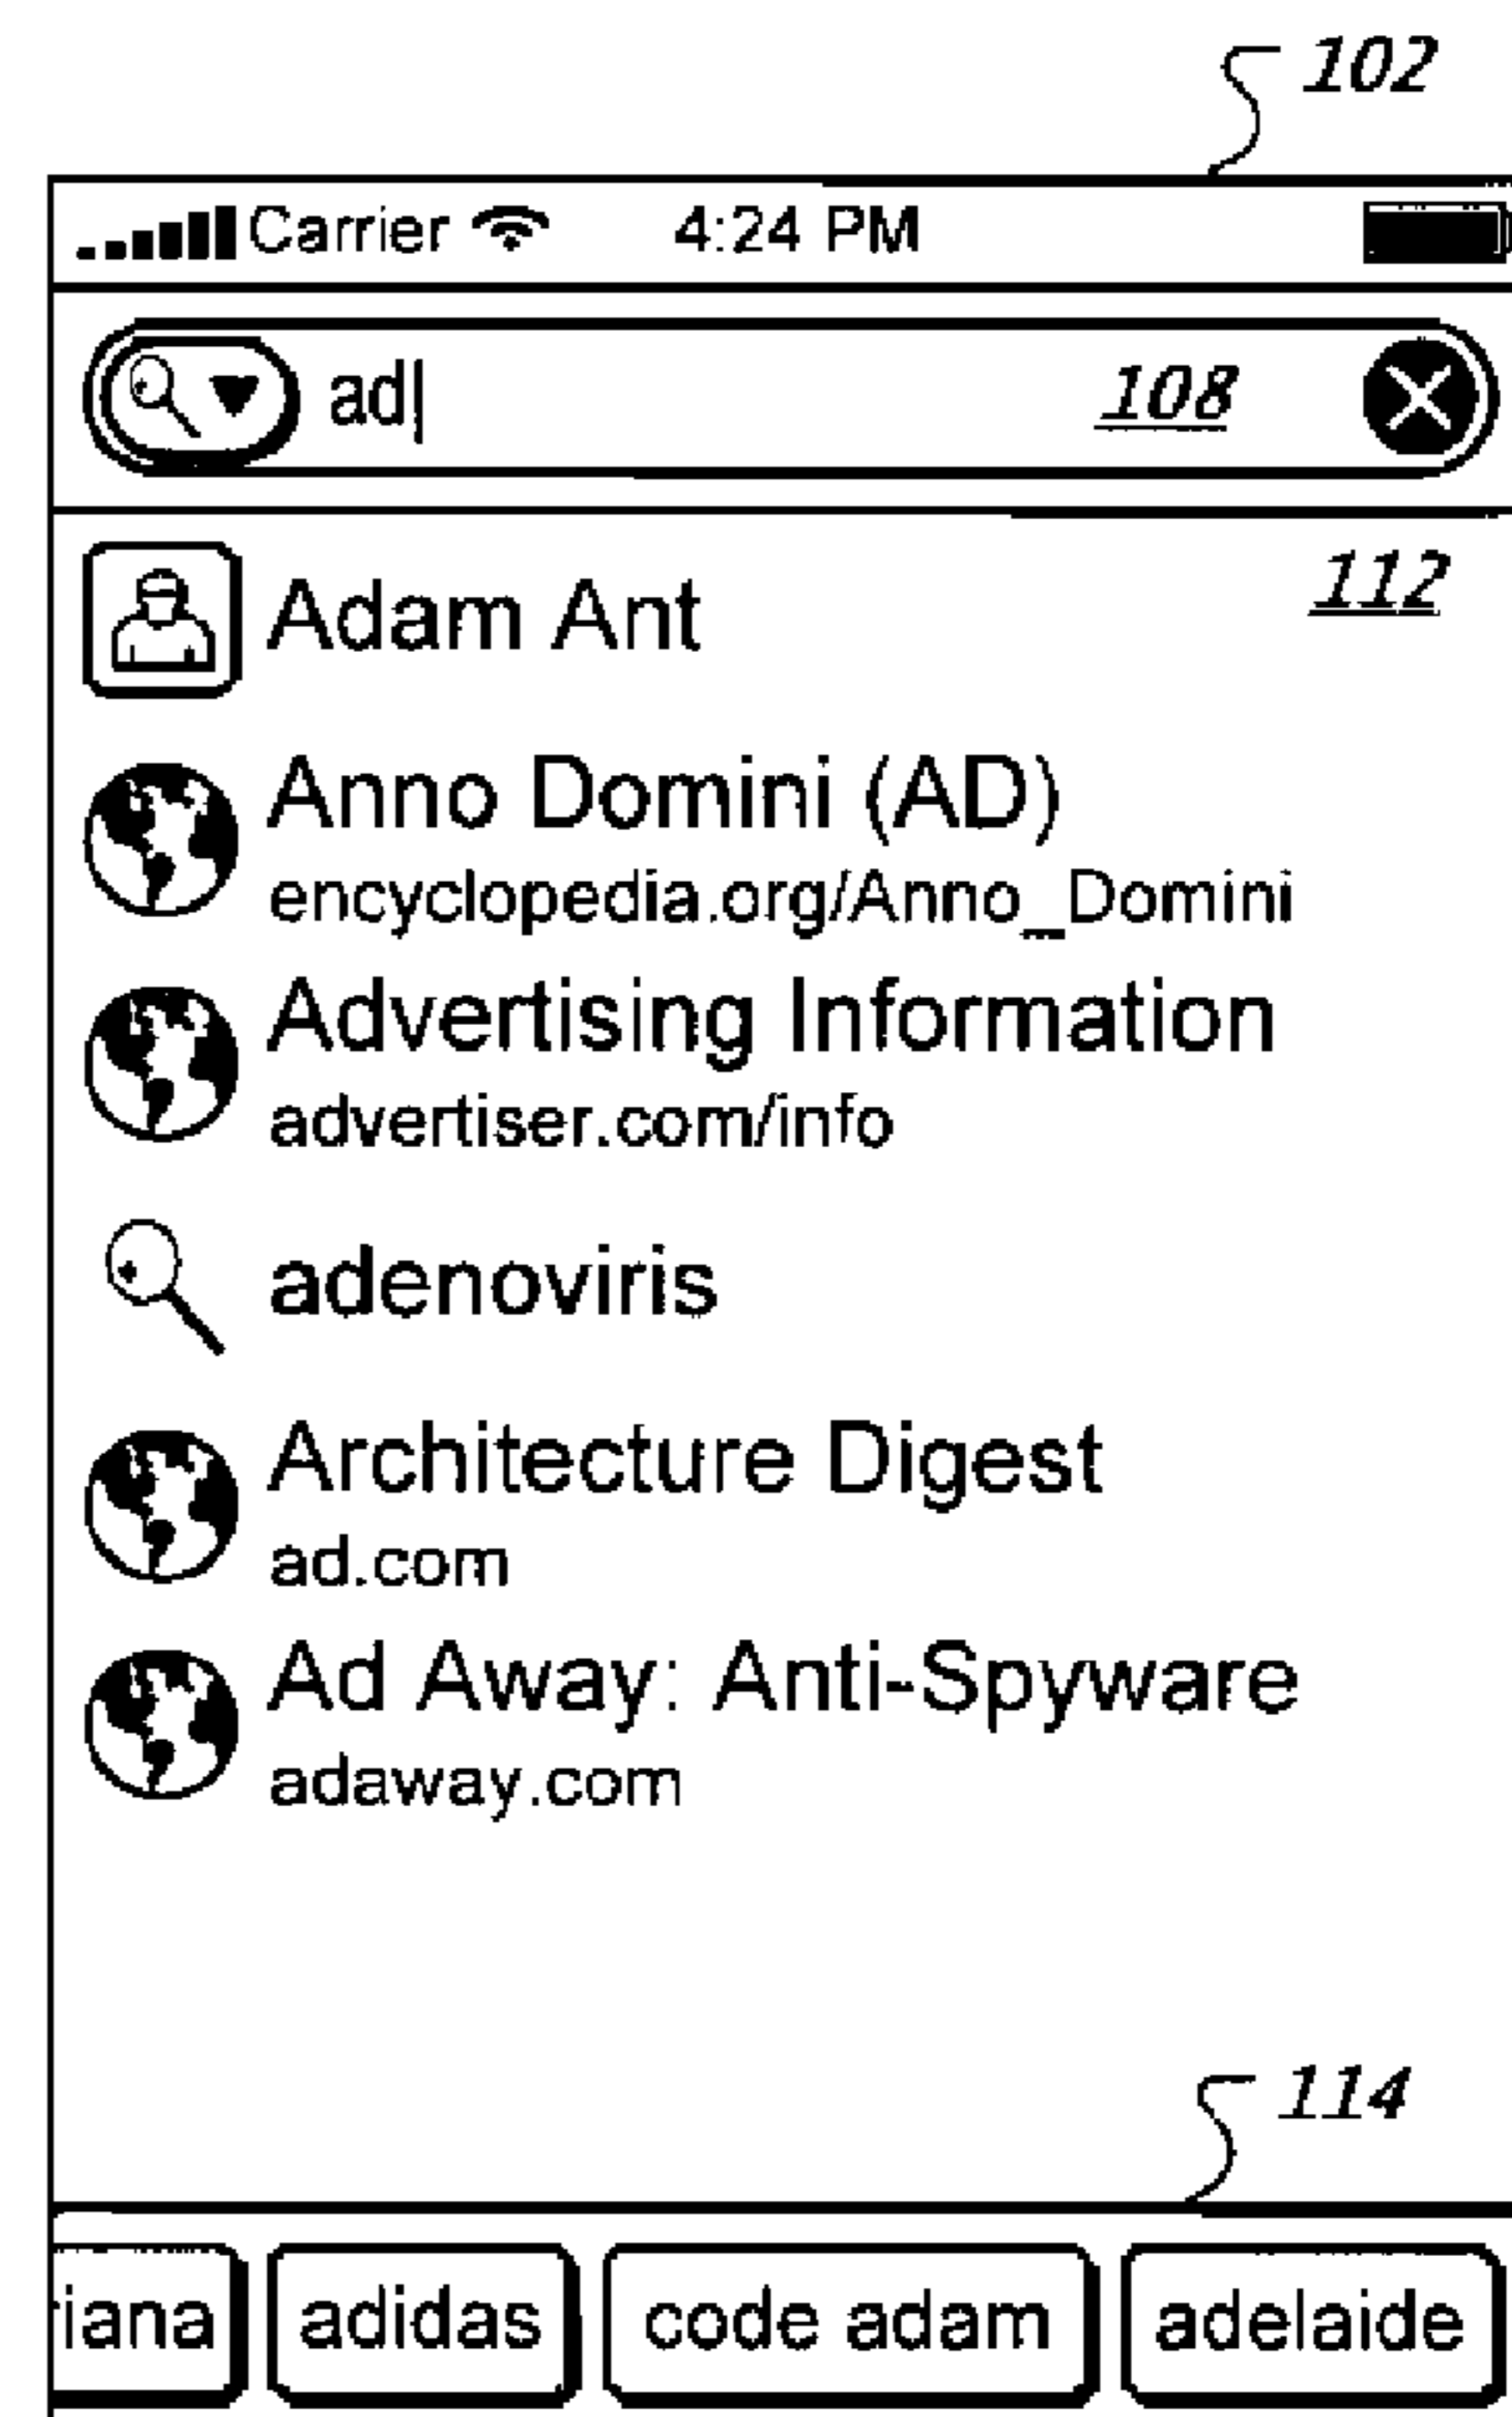 102
Carrier 4:24 PM
ad 108
Adam Ant 112
Anno Domini (AD)
encyclopedia.org/Anno_Domini
Advertising Information
advertiser.com/info
adenoviris
Architecture Digest
ad.com
Ad Away: Anti-Spyware
adaway.com
114
iana adidas code adam adelaide